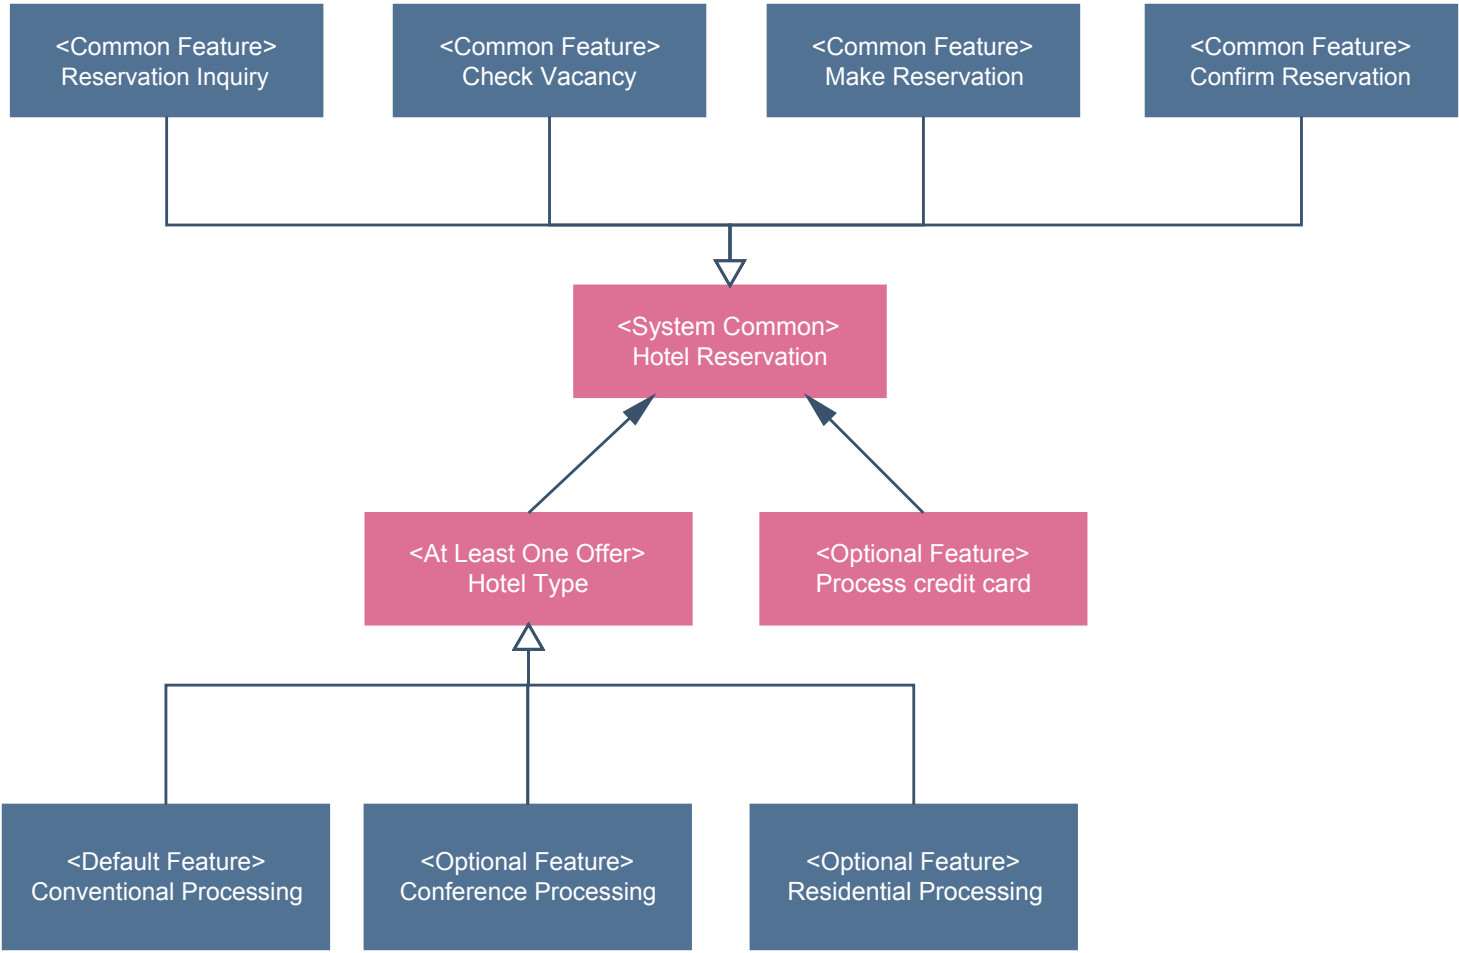 <Common Feature>
Reservation Inquiry
<Common Feature>
Check Vacancy
<Common Feature>
Make Reservation
<Common Feature>
Confirm Reservation
<System Common>
Hotel Reservation
<At Least One Offer>
Hotel Type
<Optional Feature>
Process credit card
<Default Feature>
Conventional Processing
<Optional Feature>
Conference Processing
<Optional Feature>
Residential Processing